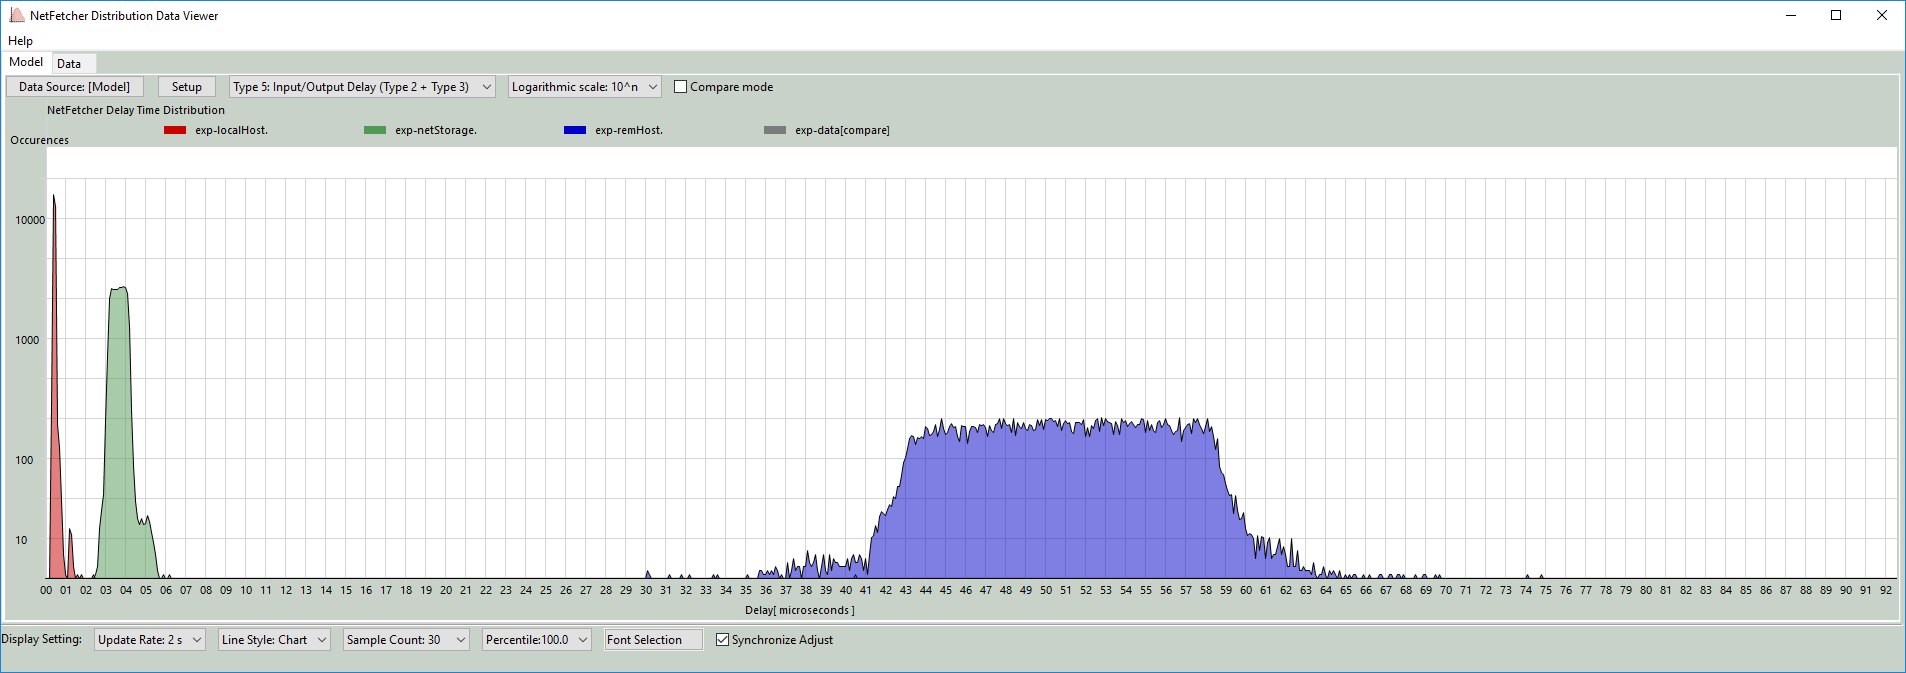 NetFetcher Distribution Data Viewer
Help
Model Data
Data Source: [Model] Setup Type 5: Input/Output Delay (Type 2 + Type 3) Logarithmic scale: 10^n Compare mode
NetFetcher Delay Time Distribution
exp-localHost. exp-netStorage. exp-remHost. exp-data[compare]
Occurences
10000
1000
100
10
00 01 02 03 04 05 06 07 08 09 10 11 12 13 14 15 16 17 18 19 20 21 22 23 24 25 26 27 28 29 30 31 32 33 34 35 36 37 38 39 40 41 42 43 44 45 46 47 48 49 50 51 52 53 54 55 56 57 58 59 60 61 62 63 64 65 66 67 68 69 70 71 72 73 74 75 76 77 78 79 80 81 82 83 84 85 86 87 88 89 90 91 92
Delay[ microseconds ]
Display Setting: Update Rate: 2 s Line Style: Chart Sample Count: 30 Percentile:100.0 Font Selection Synchronize Adjust